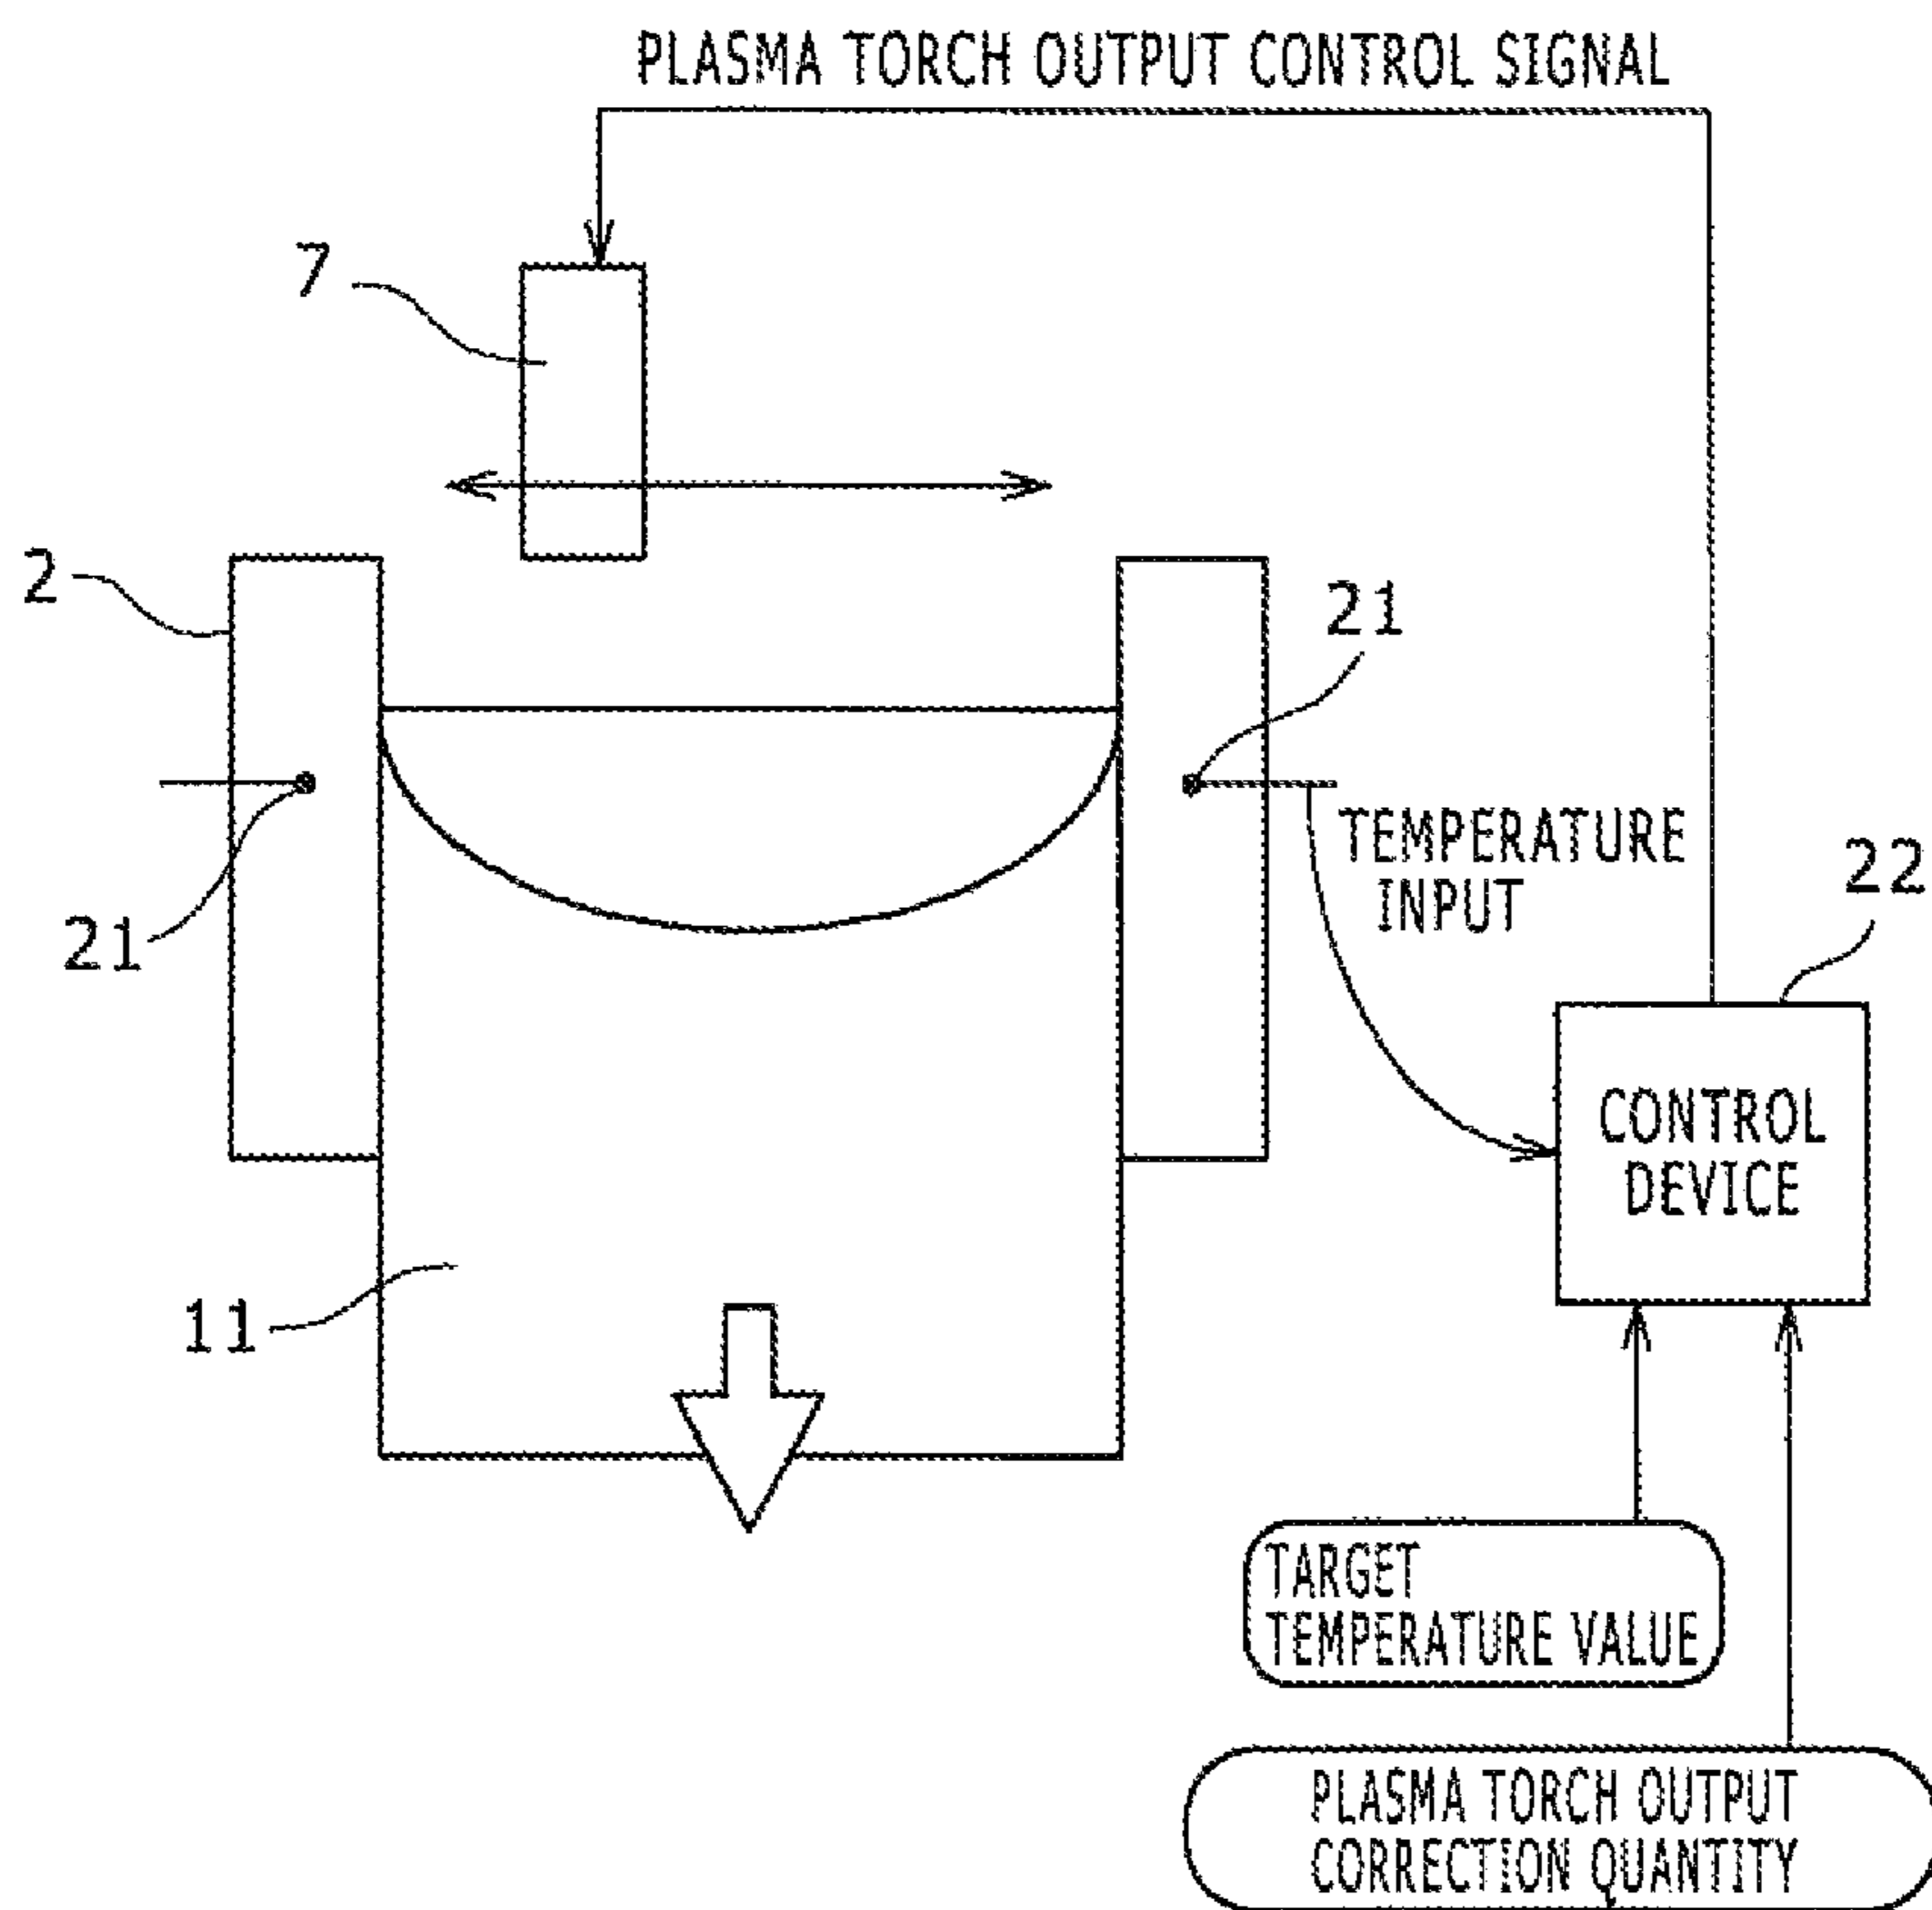 PLASMA TORCH OUTPUT CONTROL SIGNAL
7
2
21
TEMPERATURE
INPUT
22
21
CONTROL
DEVICE
11
TARGET
TEMPERATURE VALUE
PLASMA TORCH OUTPUT
CORRECTION QUANTITY